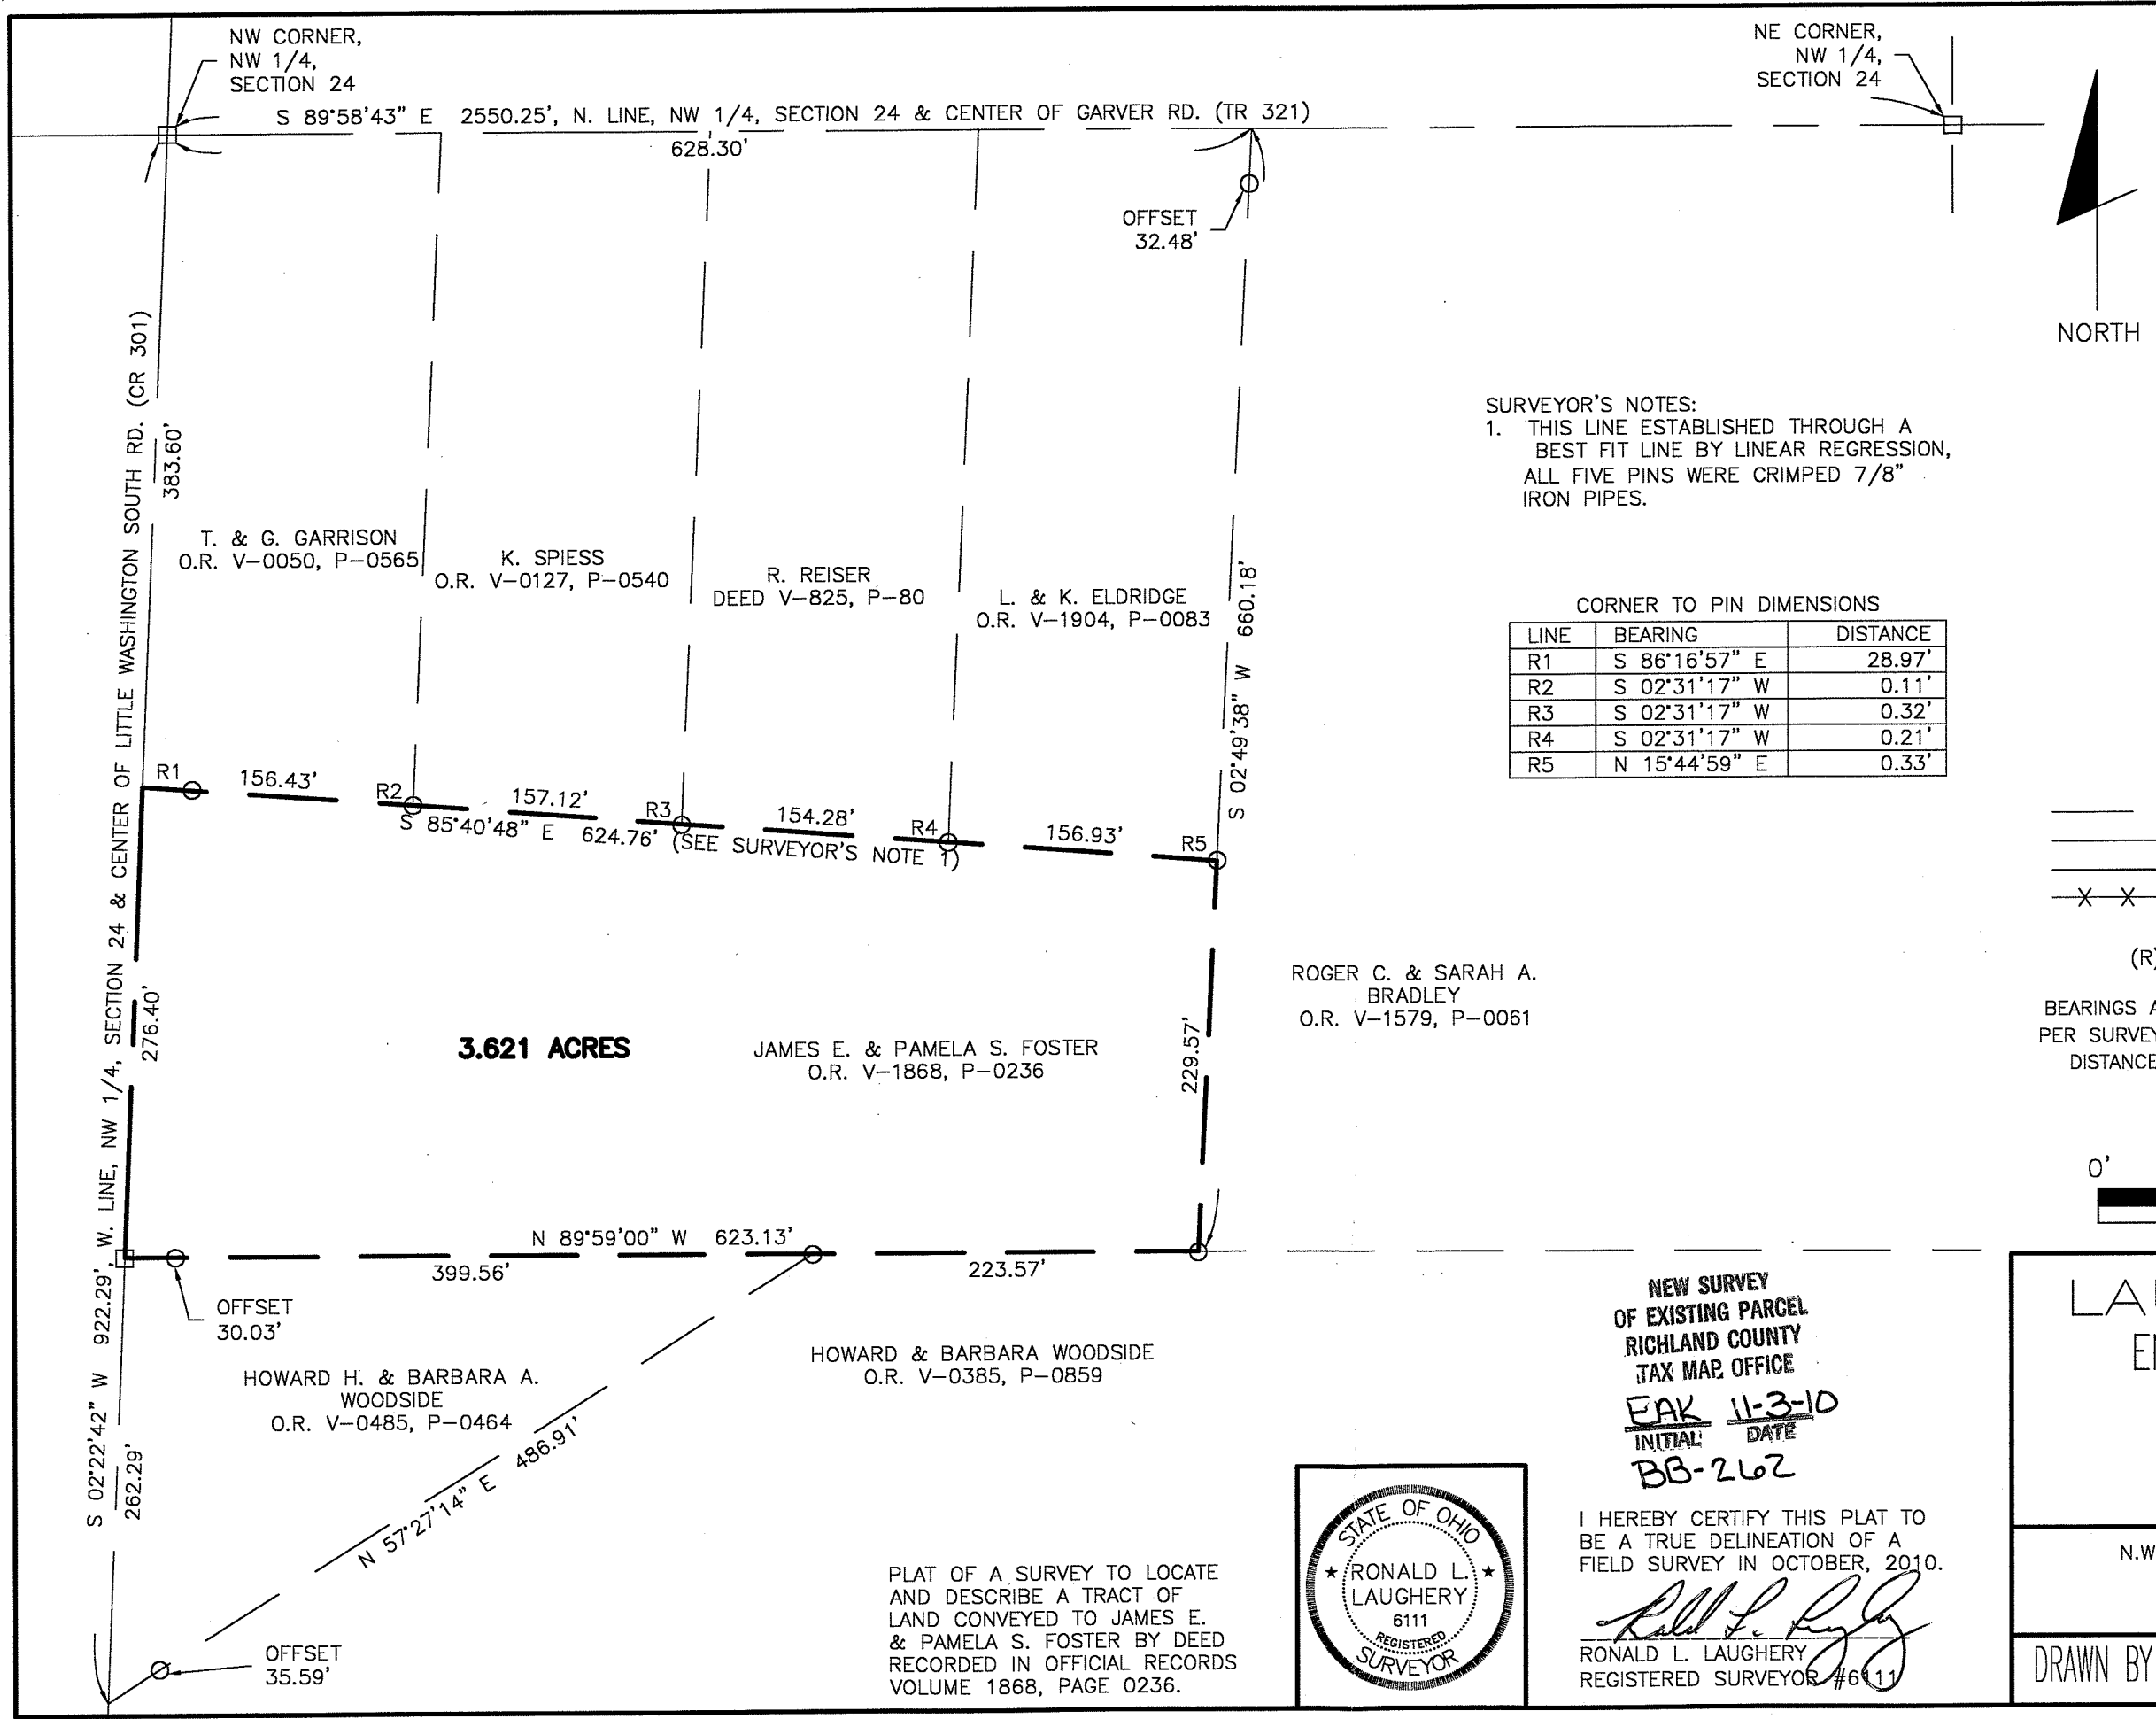 NW CORNER,
NW 1/4,
SECTION 24
NE CORNER,
NW 1/4,
SECTION 24
S 89°58'43" E 2550.25', N. LINE, NW 1/4, SECTION 24 & CENTER OF GARVER RD. (TR 321)
628.30'
OFFSET
32.48'
NORTH
S 02°22'42" W 922.29', W. LINE, NW 1/4, SECTION 24 & CENTER OF LITTLE WASHINGTON SOUTH RD. (CR 301)
383.60'
SURVEYOR'S NOTES:
1. THIS LINE ESTABLISHED THROUGH A
BEST FIT LINE BY LINEAR REGRESSION,
ALL FIVE PINS WERE CRIMPED 7/8"
IRON PIPES.
T. & G. GARRISON
O.R. V-0050, P-0565
K. SPIESS
O.R. V-0127, P-0540
R. REISER
DEED V-825, P-80
L. & K. ELDRIDGE
O.R. V-1904, P-0083
S 02°49'38" W 660.18'
CORNER TO PIN DIMENSIONS
LINE BEARING DISTANCE
R1 S 86°16'57" E 28.97'
R2 S 02°31'17" W 0.11'
R3 S 02°31'17" W 0.32'
R4 S 02°31'17" W 0.21'
R5 N 15°44'59" E 0.33'
R1 156.43' R2 157.12' R3 154.28' R4 156.93' R5
S 85°40'48" E 624.76' (SEE SURVEYOR'S NOTE 1)
276.40'
3.621 ACRES
JAMES E. & PAMELA S. FOSTER
O.R. V-1868, P-0236
229.57'
ROGER C. & SARAH A.
BRADLEY
O.R. V-1579, P-0061
(R)
BEARINGS A
PER SURVEY
DISTANCE
0'
N 89°59'00" W 623.13'
399.56'
223.57'
OFFSET
30.03'
HOWARD H. & BARBARA A.
WOODSIDE
O.R. V-0485, P-0464
HOWARD & BARBARA WOODSIDE
O.R. V-0385, P-0859
262.29'
N 57°27'14" E 486.91'
OFFSET
35.59'
NEW SURVEY
OF EXISTING PARCEL
RICHLAND COUNTY
TAX MAP OFFICE
EAK 11-3-10
INITIAL DATE
BB-262
PLAT OF A SURVEY TO LOCATE
AND DESCRIBE A TRACT OF
LAND CONVEYED TO JAMES E.
& PAMELA S. FOSTER BY DEED
RECORDED IN OFFICIAL RECORDS
VOLUME 1868, PAGE 0236.
STATE OF OHIO
RONALD L.
LAUGHERY
6111
REGISTERED
SURVEYOR
I HEREBY CERTIFY THIS PLAT TO
BE A TRUE DELINEATION OF A
FIELD SURVEY IN OCTOBER, 2010.
RONALD L. LAUGHERY
REGISTERED SURVEYOR #6111
N.W
DRAWN BY